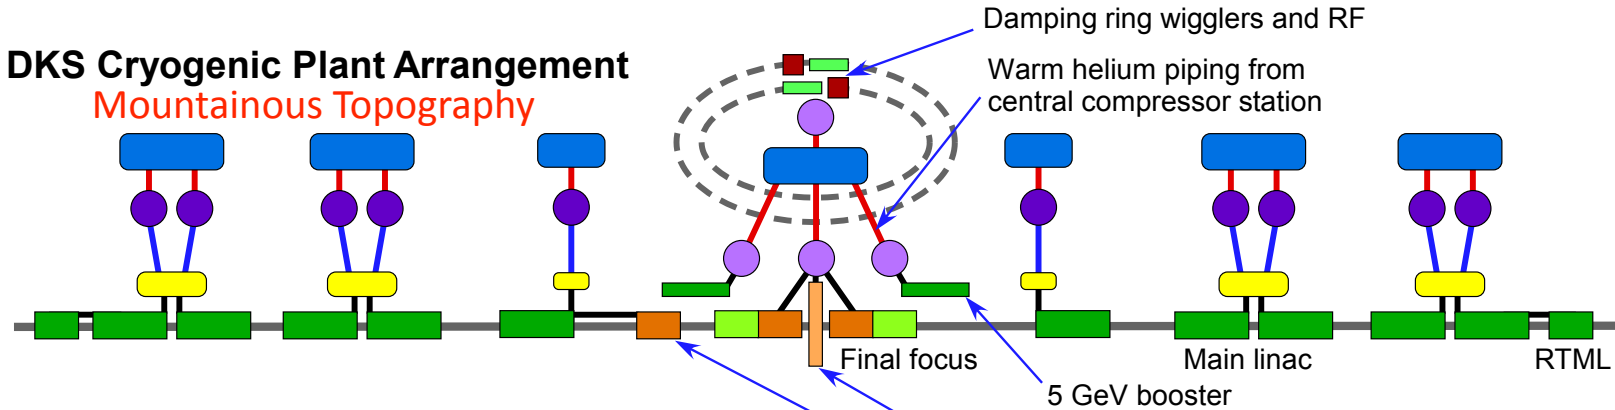 DKS Cryogenic Plant Arrangement
Mountainous Topography
Damping ring wigglers and RF
Warm helium piping from
central compressor station
Final focus
Main linac
RTML
5 GeV booster